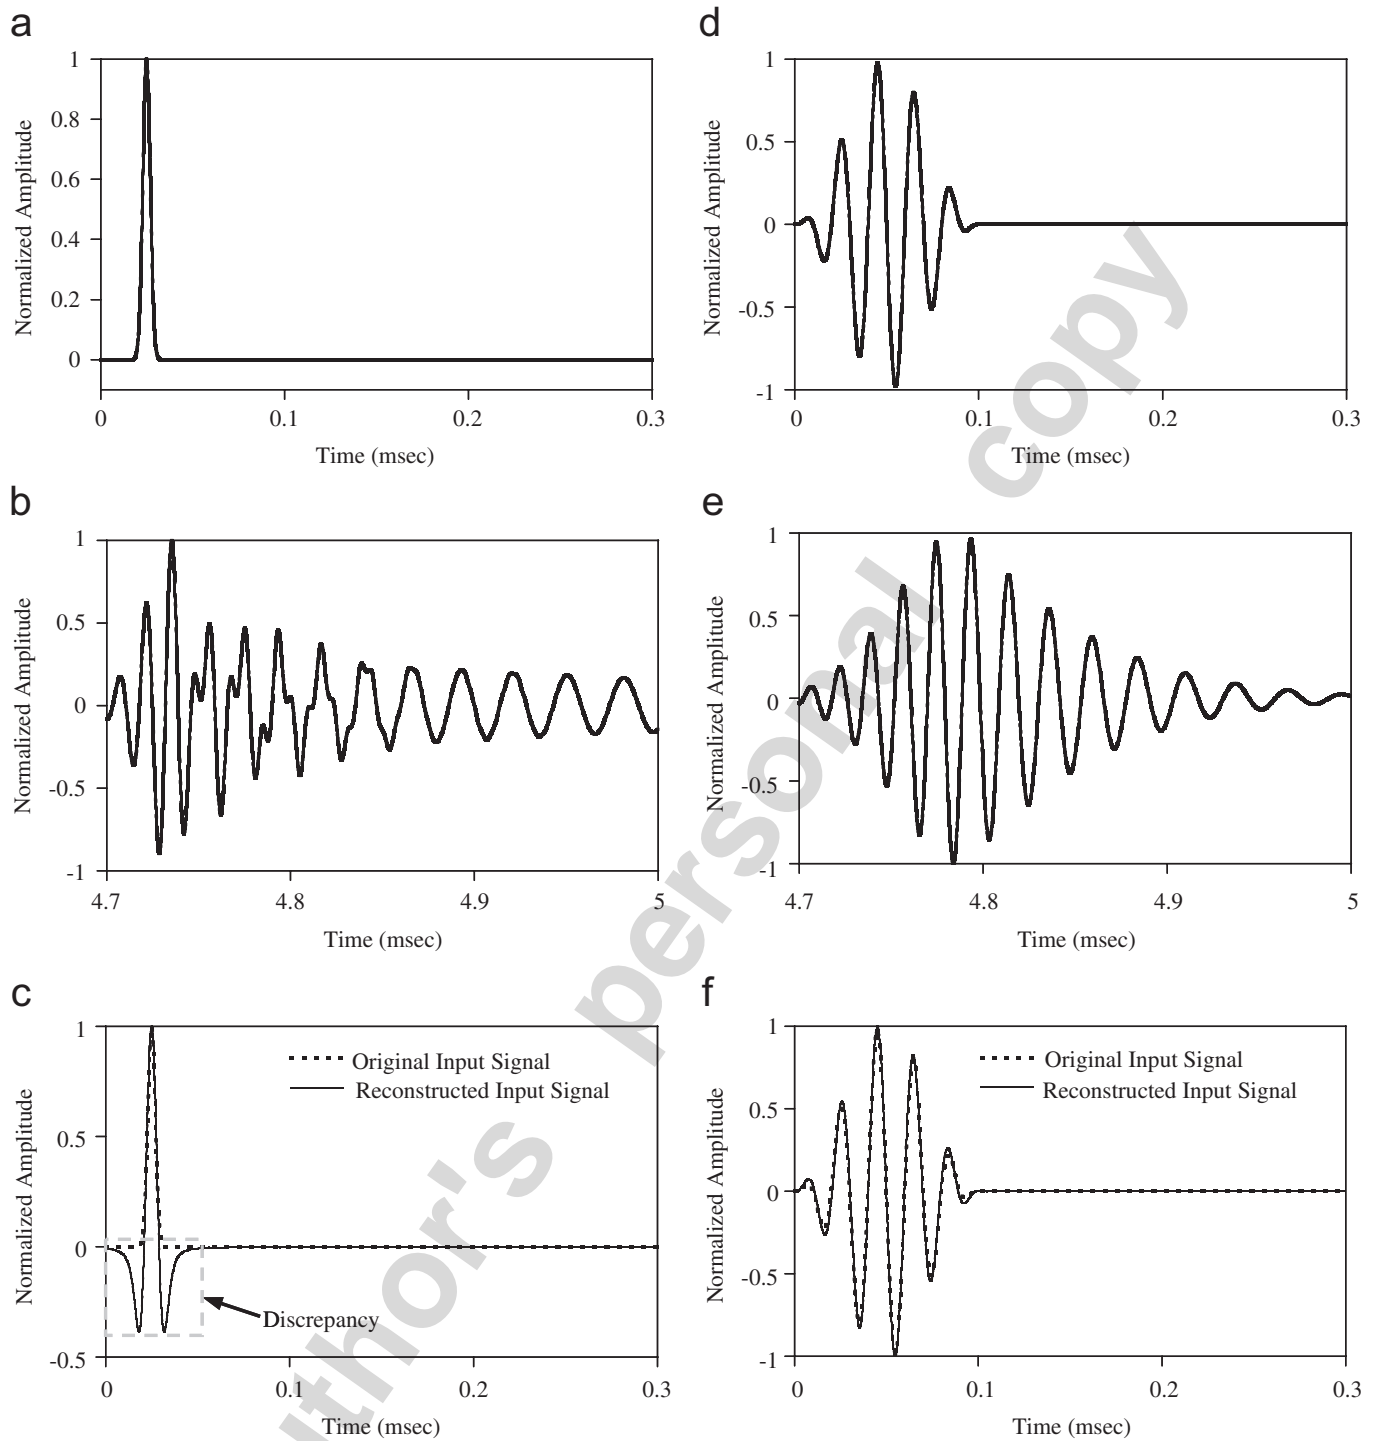 a
1
0.8
0.6
0.4
0.2
0
Normalized Amplitude
0
0.1
0.2
0.3
Time (msec)
d
1
0.5
0
-0.5
-1
Normalized Amplitude
0
0.1
0.2
0.3
Time (msec)
b
1
0.5
0
-0.5
-1
Normalized Amplitude
4.7
4.8
4.9
5
Time (msec)
e
1
0.5
0
-0.5
-1
Normalized Amplitude
4.7
4.8
4.9
5
Time (msec)
c
1
0.5
0
-0.5
Normalized Amplitude
Original Input Signal
Reconstructed Input Signal
Discrepancy
0
0.1
0.2
0.3
Time (msec)
f
1
0.5
0
-0.5
-1
Normalized Amplitude
Original Input Signal
Reconstructed Input Signal
0
0.1
0.2
0.3
Time (msec)
uthor's personal copy